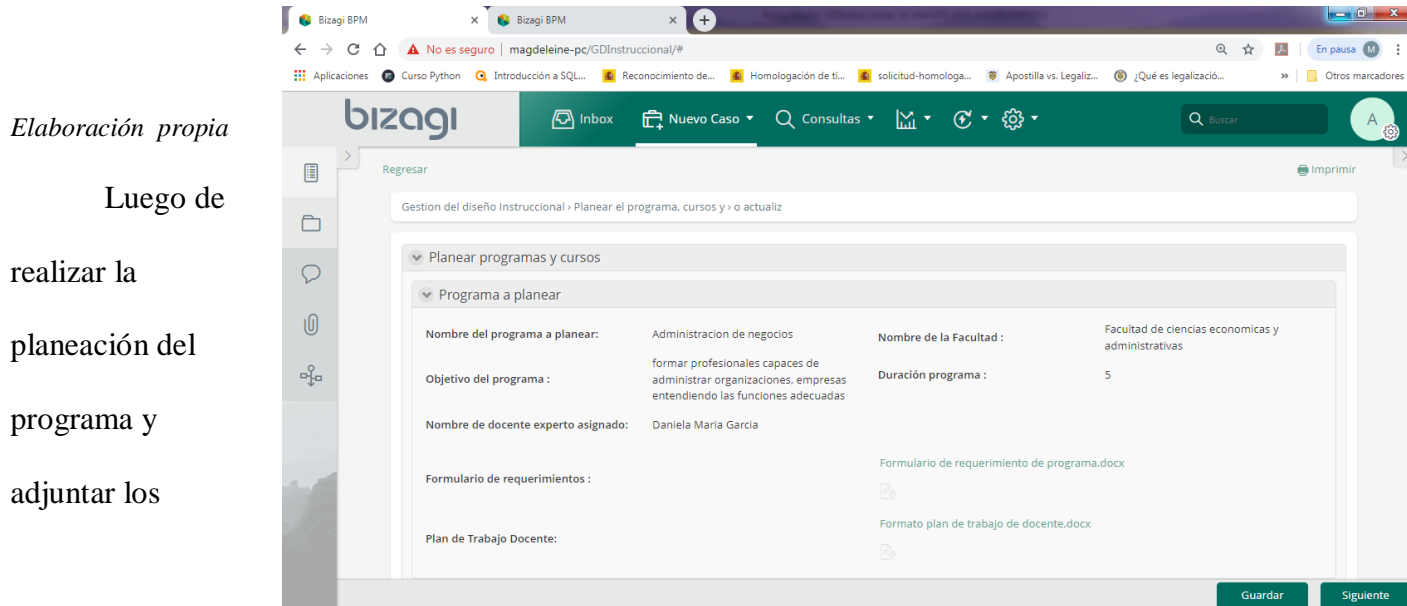 Elaboración propia
Luego de
realizar la
planeación del
programa y
adjuntar los
Bizagi BPM
Bizagi BPM
No es seguro | magdeleine-pc/GDInstruccional/#
En pausa M
Aplicaciones Curso Python Introducción a SQL... Reconocimiento de... Homologación de tí... solicitud-homologa... Apostilla vs. Legaliz... ¿Qué es legalizació... » Otros marcadores
bizagi Inbox Nuevo Caso Consultas Buscar A
Regresar Imprimir
Gestion del diseño Instruccional › Planear el programa, cursos y › o actualiz
Planear programas y cursos
Programa a planear
Nombre del programa a planear: Administracion de negocios
Nombre de la Facultad : Facultad de ciencias economicas y
administrativas
Objetivo del programa : formar profesionales capaces de
administrar organizaciones, empresas
entendiendo las funciones adecuadas
Duración programa : 5
Nombre de docente experto asignado: Daniela Maria Garcia
Formulario de requerimientos : Formulario de requerimiento de programa.docx
Plan de Trabajo Docente: Formato plan de trabajo de docente.docx
Guardar Siguiente